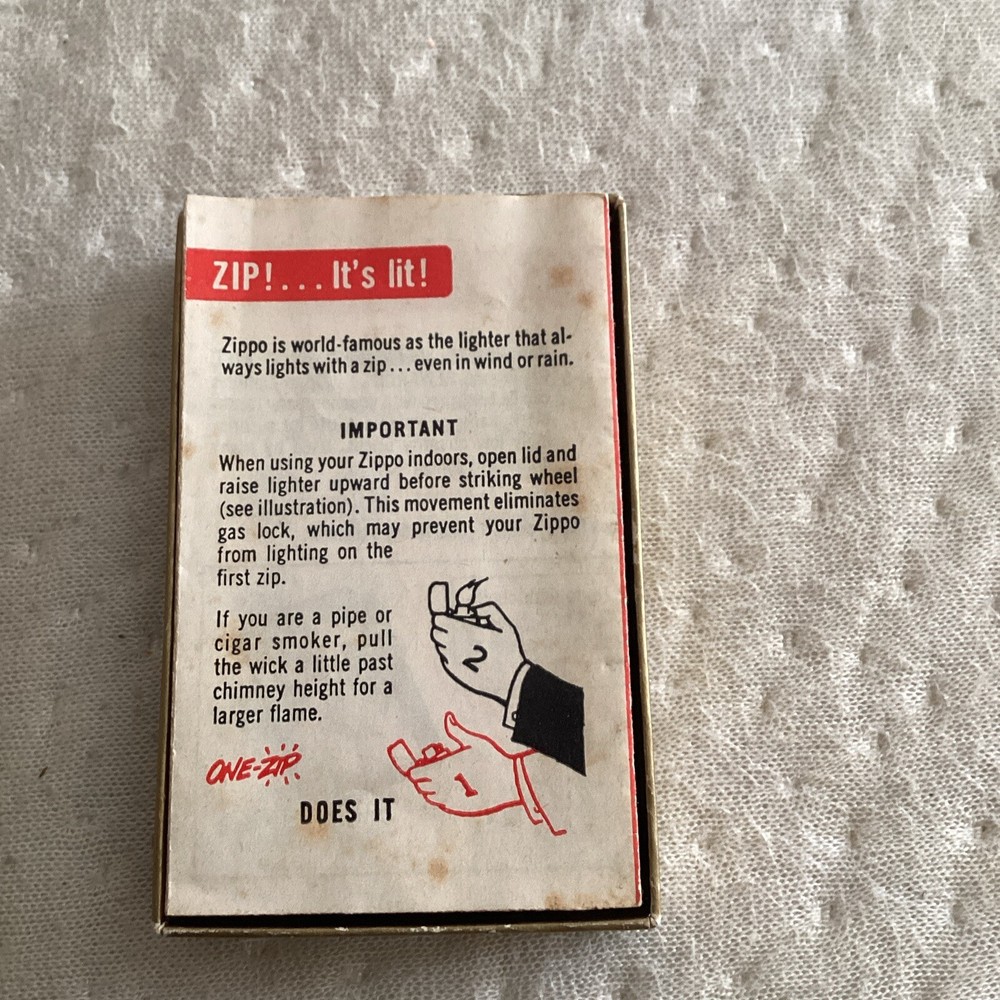 ZIP!...It's lit!
Zippo is world-famous as the lighter that al-
ways lights with a zip...even in wind or rain.
IMPORTANT
When using your Zippo indoors, open lid and
raise lighter upward before striking wheel
(see illustration). This movement eliminates
gas lock, which may prevent your Zippo
from lighting on the
first zip.
If you are a pipe or
cigar smoker, pull
the wick a little past
chimney height for a
larger flame.
2
1
ONE-ZIP
DOES IT